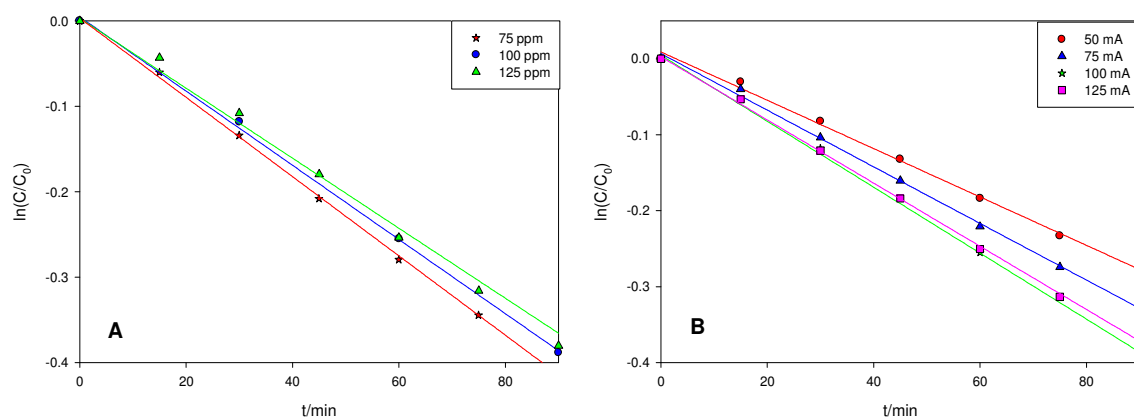 0.0
-0.1
-0.2
-0.3
-0.4
ln(C/C0)
0 20 40 60 80
t/min
75 ppm
100 ppm
125 ppm
A
0.0
-0.1
-0.2
-0.3
-0.4
ln(C/C0)
0 20 40 60 80
t/min
50 mA
75 mA
100 mA
125 mA
B